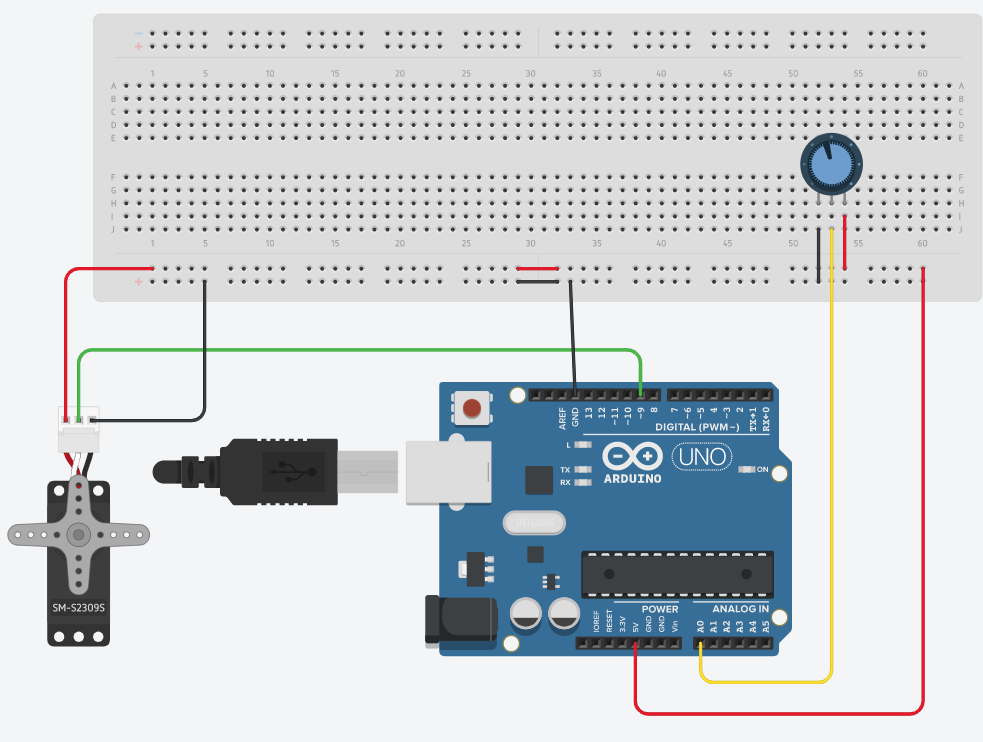 − 
+
1 5 10 15 20 25 30 35 40 45 50 55 60
A A
B B
C C
D D
E E
F F
G G
H H
I I
J J
1 5 10 15 20 25 30 35 40 45 50 55 60
+
AREF GND 13 12 ~11 ~10 ~9 8 7 ~6 ~5 4 ~3 2 TX→1 RX←0
DIGITAL (PWM~)
L
TX
RX
UNO
ON
ARDUINO
SM-S2309S
POWER ANALOG IN
IOREF RESET 3.3V 5V GND GND Vin A0 A1 A2 A3 A4 A5